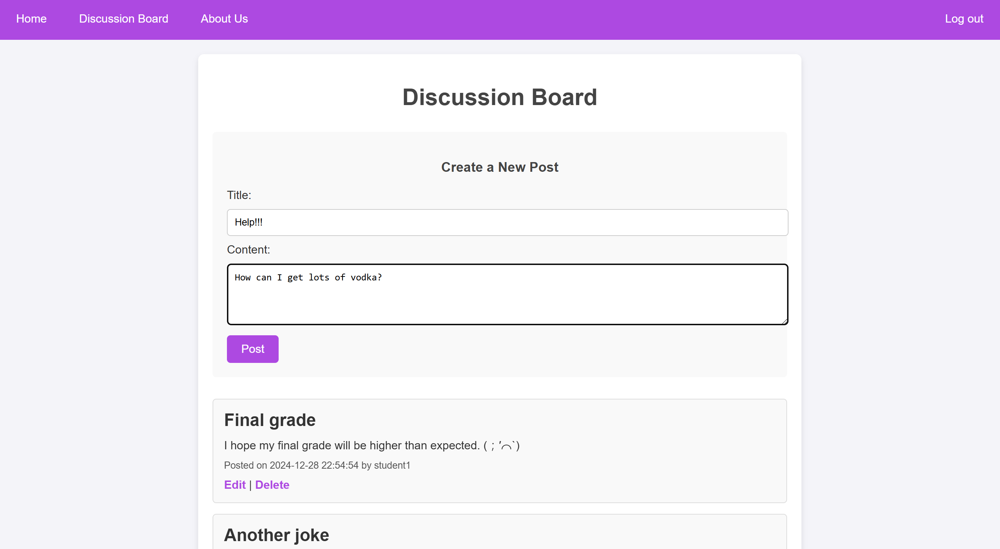 Home Discussion Board About Us Log out
Discussion Board
Create a New Post
Title:
Help!!!
Content:
How can I get lots of vodka?
Post
Final grade
I hope my final grade will be higher than expected. ( ; ′⌒`)
Posted on 2024-12-28 22:54:54 by student1
Edit | Delete
Another joke